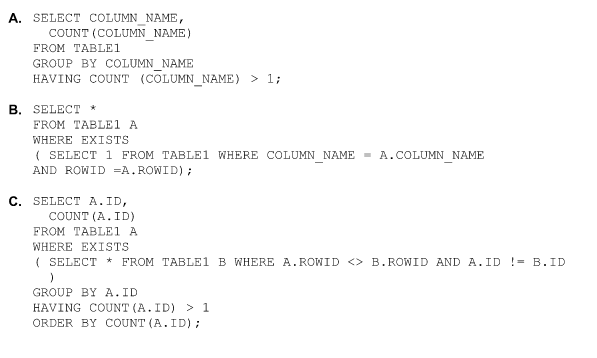 A. SELECT COLUMN_NAME,
COUNT(COLUMN_NAME)
FROM TABLE1
GROUP BY COLUMN_NAME
HAVING COUNT (COLUMN_NAME) > 1;
B. SELECT *
FROM TABLE1 A
WHERE EXISTS
( SELECT 1 FROM TABLE1 WHERE COLUMN_NAME = A.COLUMN_NAME
AND ROWID =A.ROWID);
C. SELECT A.ID,
COUNT(A.ID)
FROM TABLE1 A
WHERE EXISTS
( SELECT * FROM TABLE1 B WHERE A.ROWID <> B.ROWID AND A.ID != B.ID
)
GROUP BY A.ID
HAVING COUNT(A.ID) > 1
ORDER BY COUNT(A.ID);